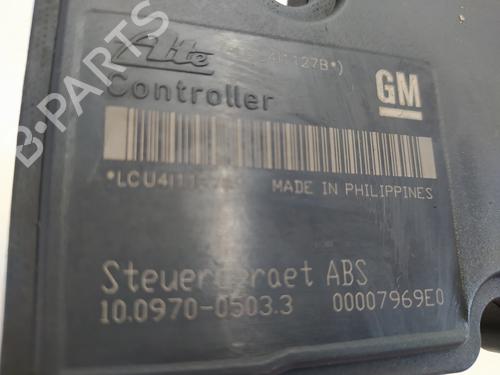 Ate
Controller
GM
MADE IN PHILIPPINES
Steuergeraet ABS
10.0970-0503.3 00007969E0
B-PARTS